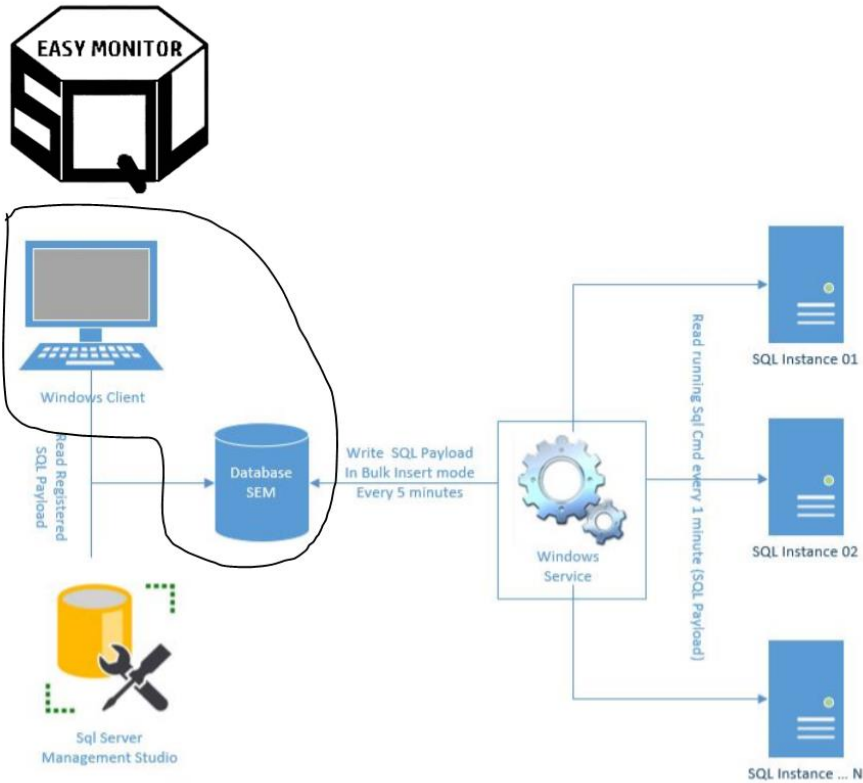 EASY MONITOR
SQL
Windows Client
Read Registered
SQL Payload
Database
SEM
Write SQL Payload
In Bulk Insert mode
Every 5 minutes
Windows
Service
Read running Sql Cmd every 1 minute (SQL Payload)
SQL Instance 01
SQL Instance 02
SQL Instance ... N
Sql Server
Management Studio